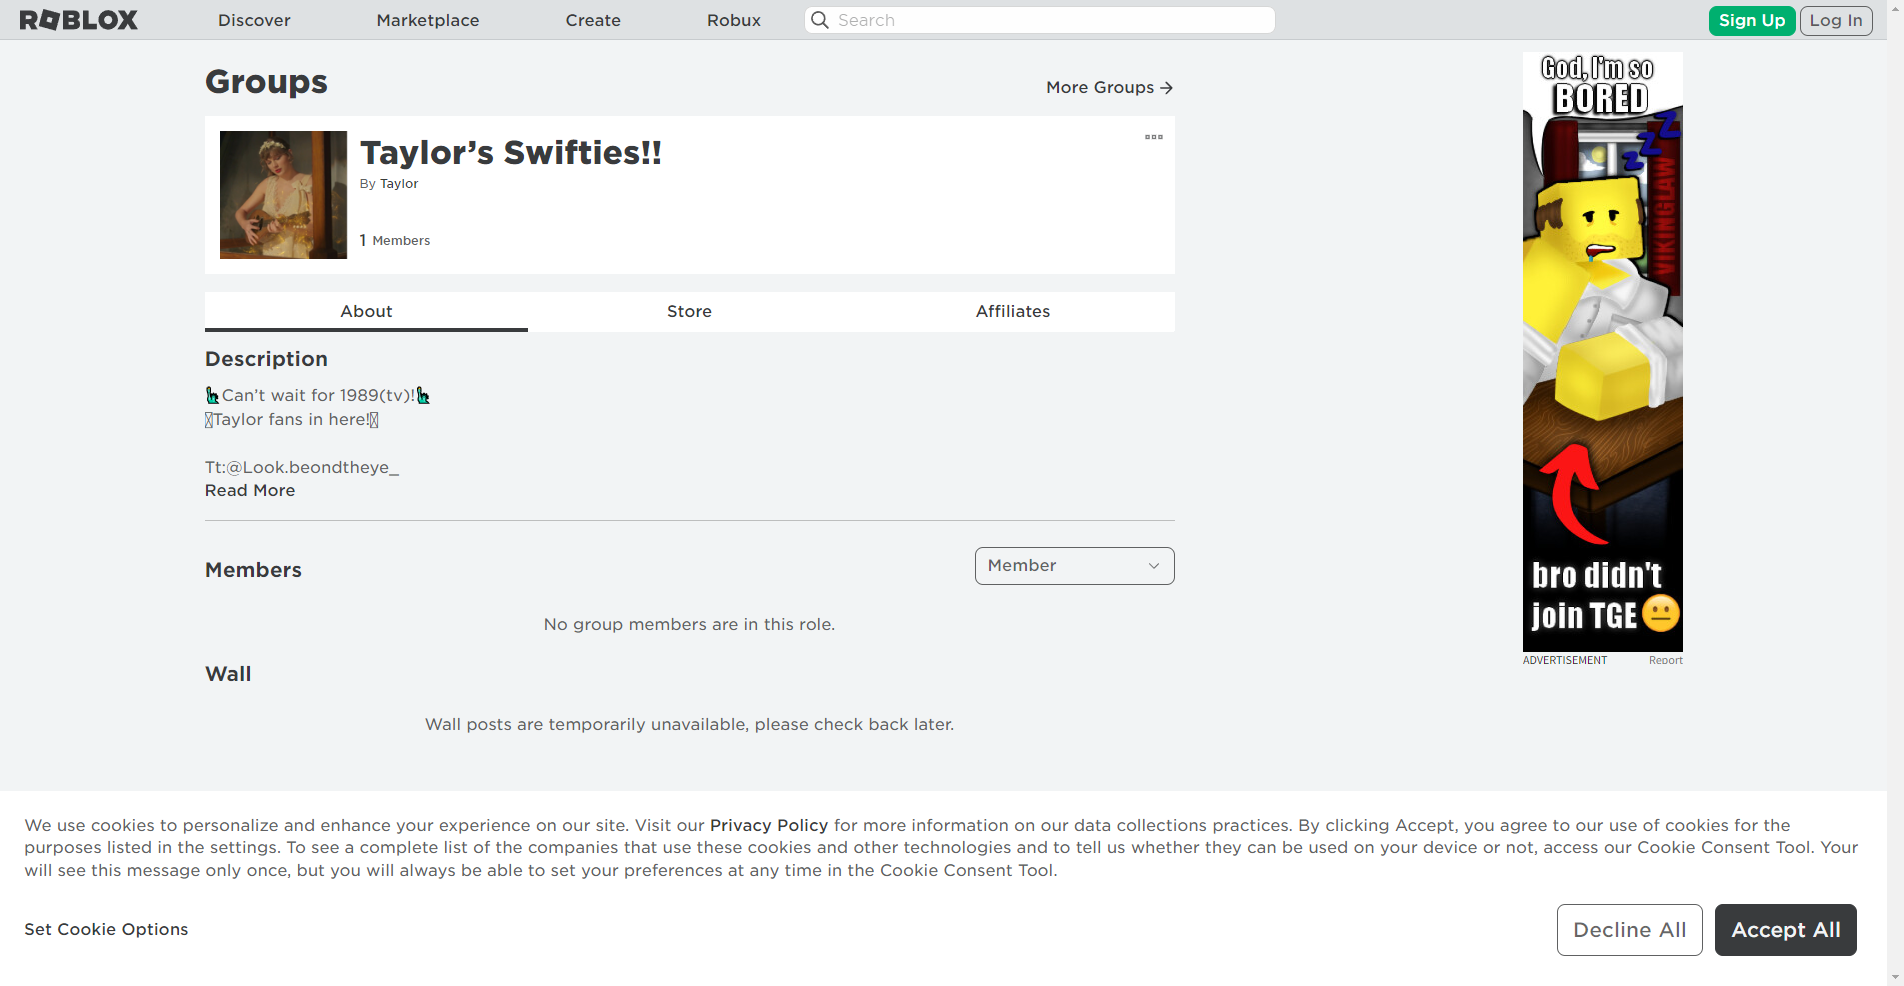 ROBLOX Discover Marketplace Create Robux Search Sign Up Log In
Groups
More Groups →
Taylor's Swifties!!
By Taylor
1 Members
About Store Affiliates
Description
Can't wait for 1989(tv)!
Taylor fans in here!
Tt:@Look.beondtheye_
Read More
Members
Member
No group members are in this role.
Wall
Wall posts are temporarily unavailable, please check back later.
God, I'm so
BORED
ZZZ
VIKINGLAW
bro didn't
join TGE
ADVERTISEMENT Report
We use cookies to personalize and enhance your experience on our site. Visit our Privacy Policy for more information on our data collections practices. By clicking Accept, you agree to our use of cookies for the
purposes listed in the settings. To see a complete list of the companies that use these cookies and other technologies and to tell us whether they can be used on your device or not, access our Cookie Consent Tool. Your
will see this message only once, but you will always be able to set your preferences at any time in the Cookie Consent Tool.
Set Cookie Options
Decline All Accept All